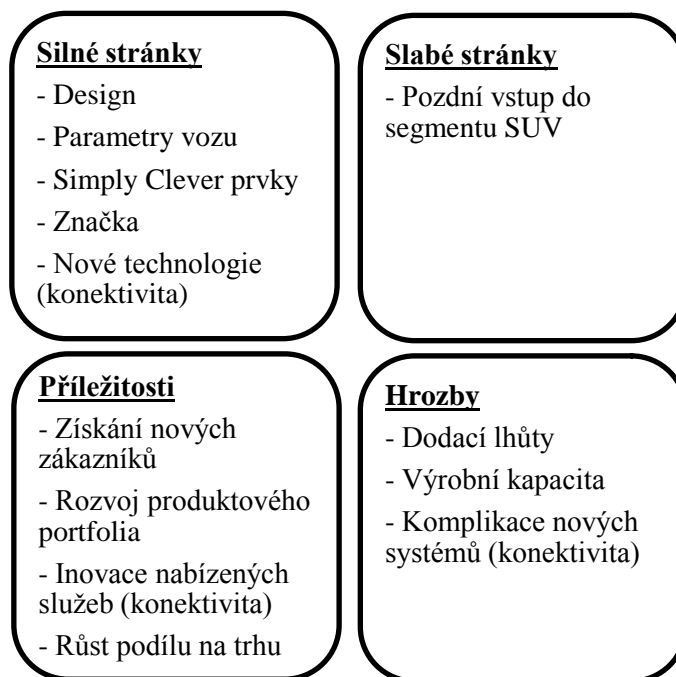 Silné stránky
- Design
- Parametry vozu
- Simply Clever prvky
- Značka
- Nové technologie
(konektivita)
Slabé stránky
- Pozdní vstup do
segmentu SUV
Příležitosti
- Získání nových
zákazníků
- Rozvoj produktového
portfolia
- Inovace nabízených
služeb (konektivita)
- Růst podílu na trhu
Hrozby
- Dodací lhůty
- Výrobní kapacita
- Komplikace nových
systémů (konektivita)